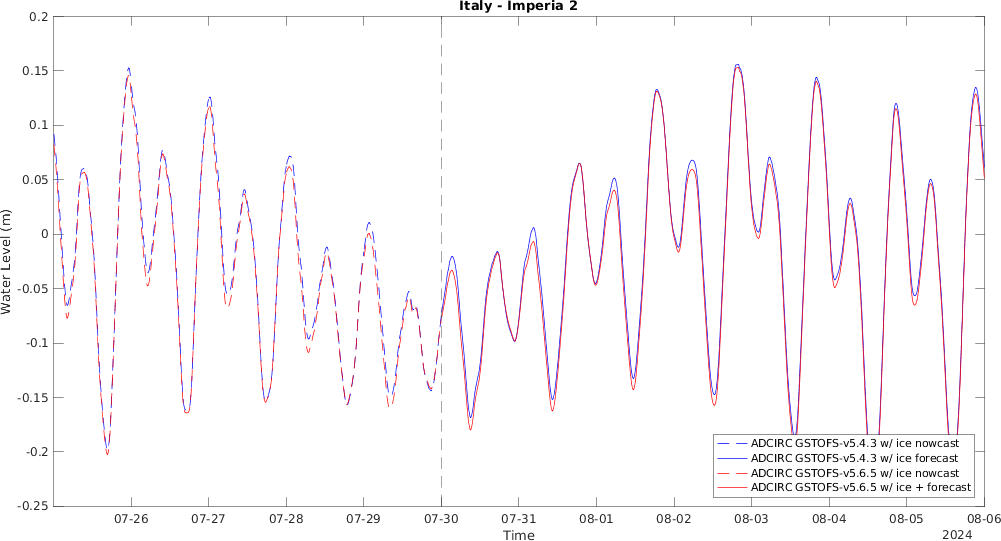 Italy - Imperia 2
0.2
0.15
0.1
0.05
0
-0.05
-0.1
-0.15
-0.2
-0.25
Water Level (m)
ADCIRC GSTOFS-v5.4.3 w/ ice nowcast
ADCIRC GSTOFS-v5.4.3 w/ ice forecast
ADCIRC GSTOFS-v5.6.5 w/ ice nowcast
ADCIRC GSTOFS-v5.6.5 w/ ice + forecast
07-26 07-27 07-28 07-29 07-30 07-31 08-01 08-02 08-03 08-04 08-05 08-06
Time
2024